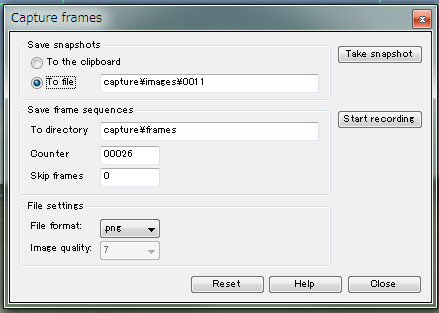 Capture frames
Save snapshots
To the clipboard
Take snapshot
To file
capture¥images¥0011
Save frame sequences
To directory
capture¥frames
Start recording
Counter
00026
Skip frames
0
File settings
File format:
png
Image quality:
7
Reset
Help
Close